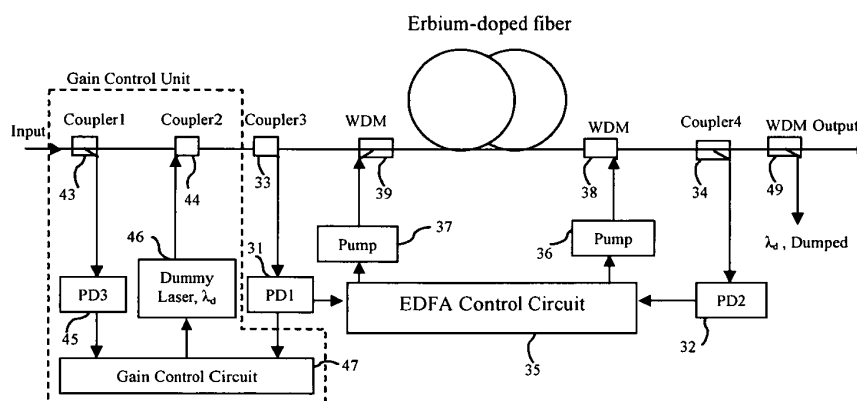 Erbium-doped fiber
Gain Control Unit
Input
Coupler1
Coupler2
Coupler3
WDM
WDM
Coupler4
WDM
Output
43
44
33
39
38
34
49
46
31
37
36
Pump
Pump
λd , Dumped
PD3
Dummy
Laser, λd
PD1
EDFA Control Circuit
PD2
45
32
35
47
Gain Control Circuit